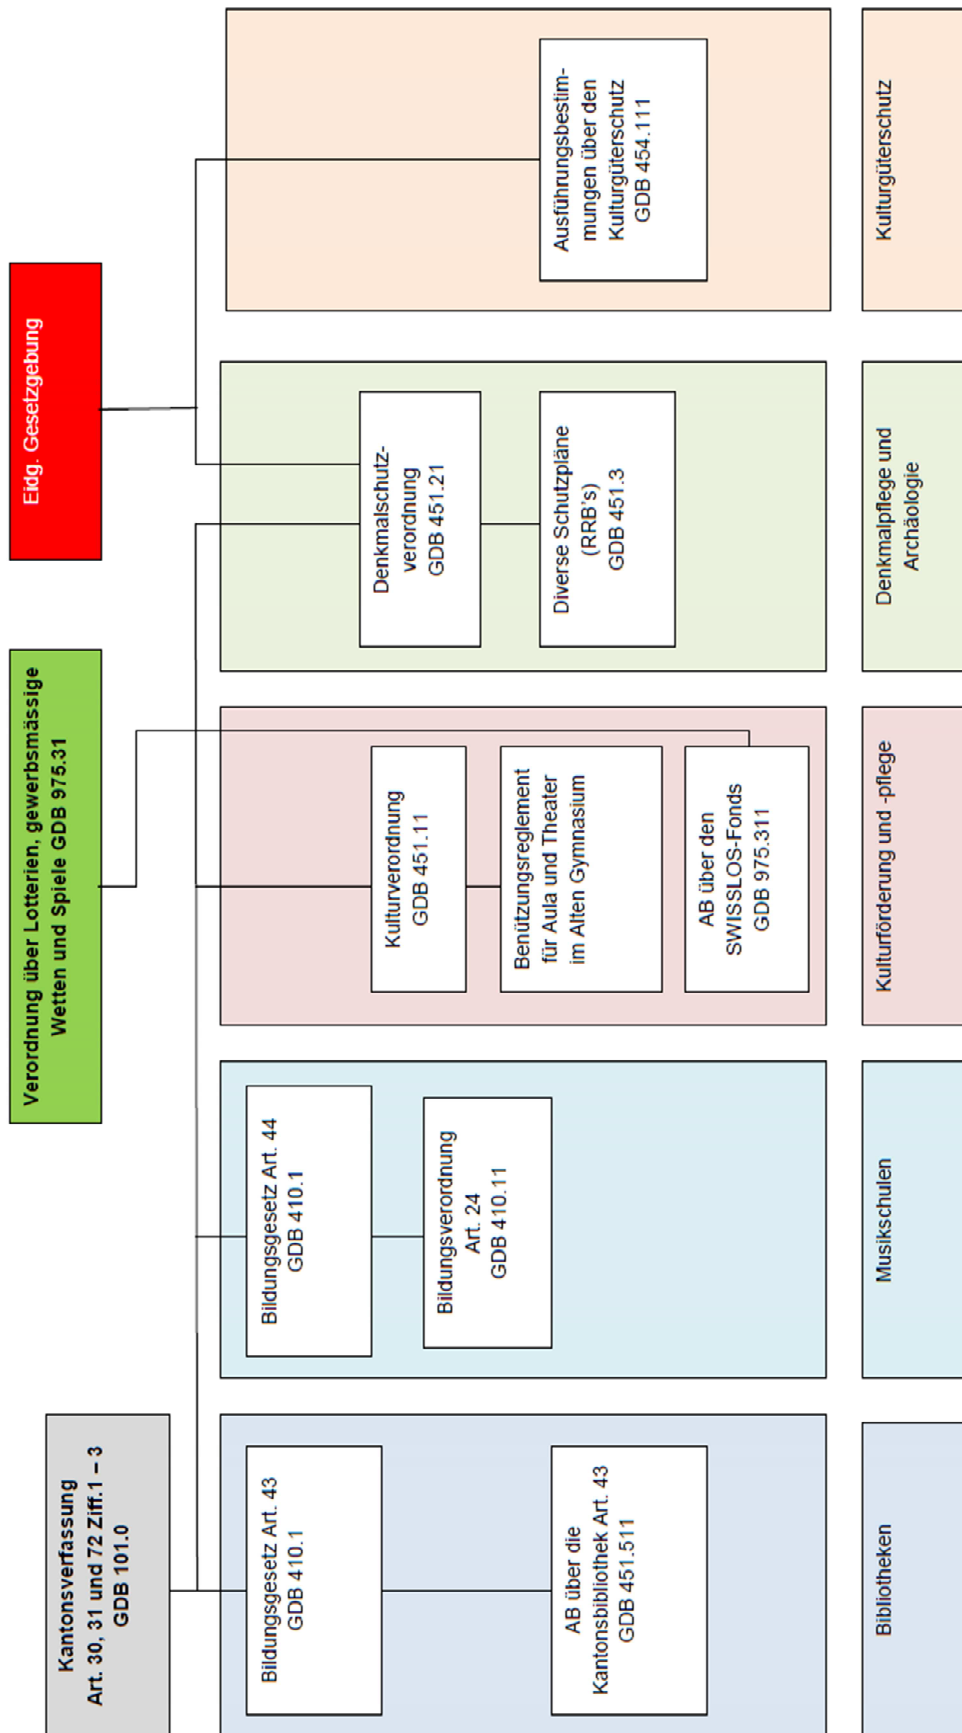 Kantonsverfassung
Art. 30, 31 und 72 Ziff.1 – 3
GDB 101.0
Verordnung über Lotterien, gewerbsmässige
Wetten und Spiele GDB 975.31
Eidg. Gesetzgebung
Bildungsgesetz Art. 43
GDB 410.1
AB über die
Kantonsbibliothek Art. 43
GDB 451.511
Bibliotheken
Bildungsgesetz Art. 44
GDB 410.1
Bildungsverordnung
Art. 24
GDB 410.11
Musikschulen
Kulturverordnung
GDB 451.11
Benützungsreglement
für Aula und Theater
im Alten Gymnasium
AB über den
SWISSLOS-Fonds
GDB 975.311
Kulturförderung und -pflege
Denkmalschutz-
verordnung
GDB 451.21
Diverse Schutzpläne
(RRB's)
GDB 451.3
Denkmalpflege und
Archäologie
Ausführungsbestim-
mungen über den
Kulturgüterschutz
GDB 454.111
Kulturgüterschutz